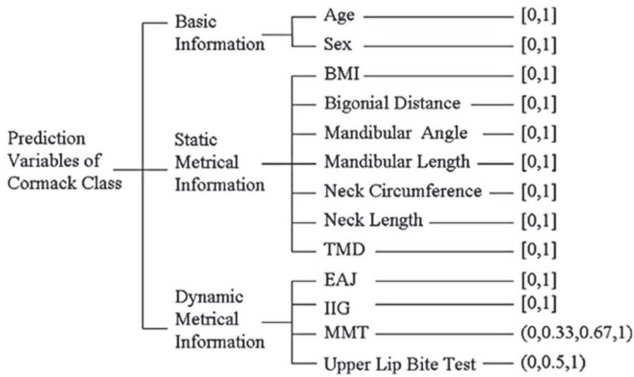 Prediction
Variables of
Cormack Class
Basic
Information
Age [0,1]
Sex [0,1]
Static
Metrical
Information
BMI [0,1]
Bigonial Distance [0,1]
Mandibular Angle [0,1]
Mandibular Length [0,1]
Neck Circumference [0,1]
Neck Length [0,1]
TMD [0,1]
Dynamic
Metrical
Information
EAJ [0,1]
IIG [0,1]
MMT (0,0.33,0.67,1)
Upper Lip Bite Test (0,0.5,1)